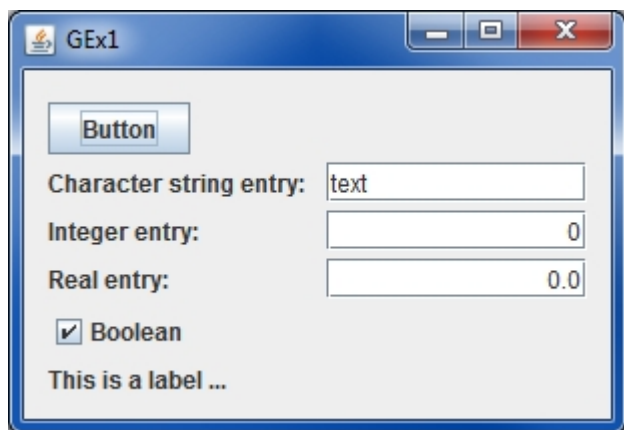 GEx1
Button
Character string entry: text
Integer entry: 0
Real entry: 0.0
Boolean
This is a label ...